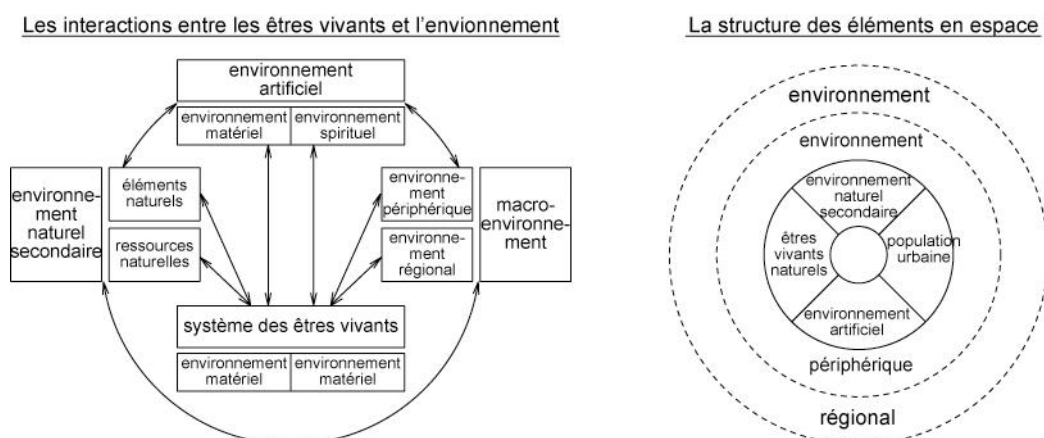 Les interactions entre les êtres vivants et l'envionnement
environnement
artificiel
environnement
matériel
environnement
spirituel
environne-
ment
naturel
secondaire
éléments
naturels
ressources
naturelles
environne-
ment
périphérique
environne-
ment
régional
macro-
environne-
ment
système des êtres vivants
environnement
matériel
environnement
matériel
La structure des éléments en espace
environnement
environnement
environnement
naturel
secondaire
êtres
vivants
naturels
population
urbaine
environnement
artificiel
périphérique
régional